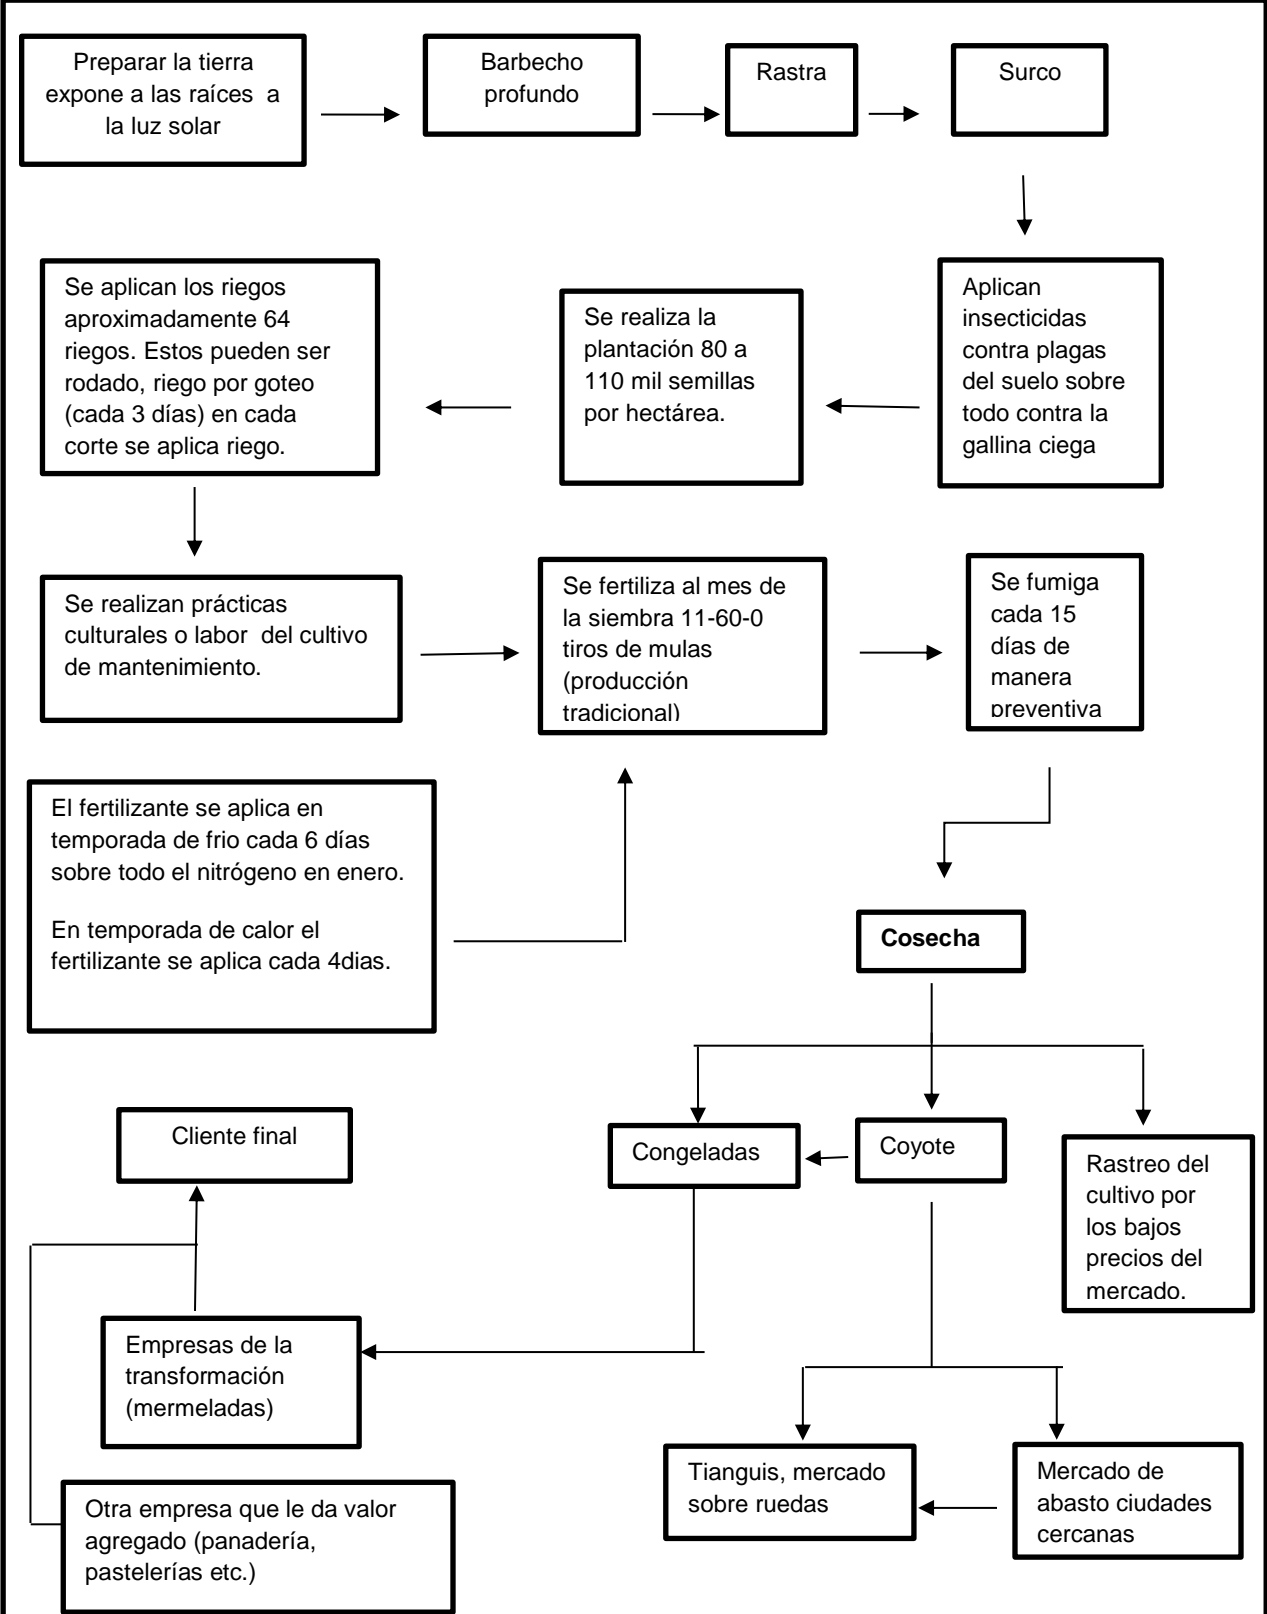 Preparar la tierra
expone a las raíces  a
la luz solar
Barbecho
profundo
Rastra
Surco
Aplican
insecticidas
contra plagas
del suelo sobre
todo contra la
gallina ciega
Se realiza la
plantación 80 a
110 mil semillas
por hectárea.
Se aplican los riegos
aproximadamente 64
riegos. Estos pueden ser
rodado, riego por goteo
(cada 3 días) en cada
corte se aplica riego.
Se realizan prácticas
culturales o labor  del cultivo
de mantenimiento.
Se fertiliza al mes de
la siembra 11-60-0
tiros de mulas
(producción
tradicional)
Se fumiga
cada 15
días de
manera
preventiva
El fertilizante se aplica en
temporada de frio cada 6 días
sobre todo el nitrógeno en enero.
En temporada de calor el
fertilizante se aplica cada 4dias.
Cosecha
Congeladas
Coyote
Rastreo del
cultivo por
los bajos
precios del
mercado.
Cliente final
Empresas de la
transformación
(mermeladas)
Tianguis, mercado
sobre ruedas
Mercado de
abasto ciudades
cercanas
Otra empresa que le da valor
agregado (panadería,
pastelerías etc.)